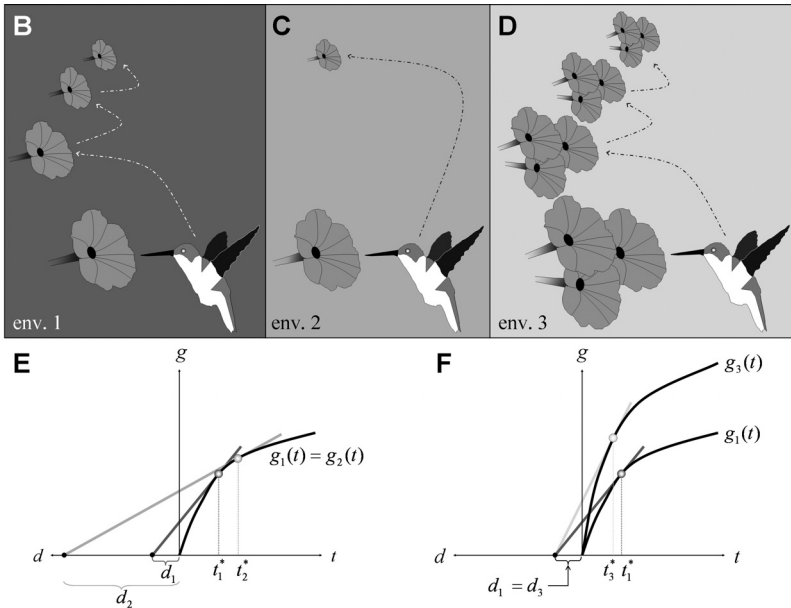 B
C
D
env. 1
env. 2
env. 3
E
g
g₁(t) = g₂(t)
d
d₁
t₁*
t₂*
t
d₂
F
g
g₃(t)
g₁(t)
d
t₃*
t₁*
t
d₁ = d₃